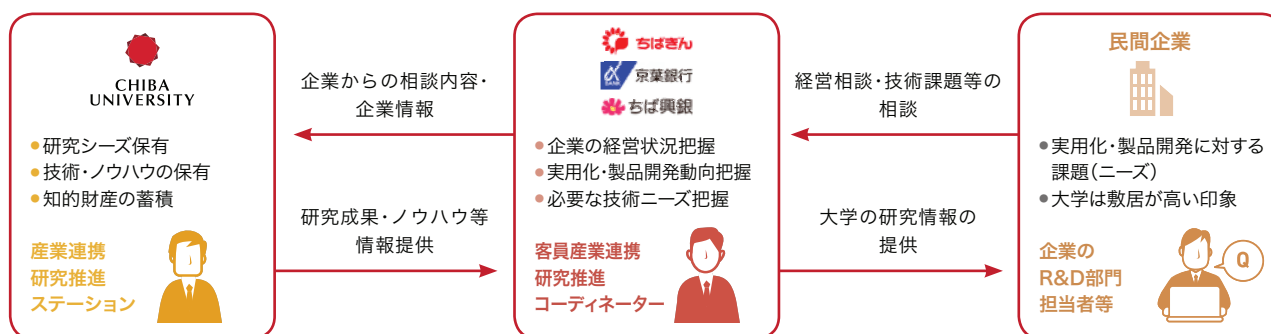 CHIBA
UNIVERSITY
●研究シーズ保有
●技術・ノウハウの保有
●知的財産の蓄積
産業連携
研究推進
ステーション
企業からの相談内容・
企業情報
研究成果・ノウハウ等
情報提供
ちばぎん
α BANK 京葉銀行
ちば興銀
●企業の経営状況把握
●実用化・製品開発動向把握
●必要な技術ニーズ把握
客員産業連携
研究推進
コーディネーター
経営相談・技術課題等の
相談
大学の研究情報の
提供
民間企業
●実用化・製品開発に対する
課題(ニーズ)
●大学は敷居が高い印象
企業の
R&D部門
担当者等
Q